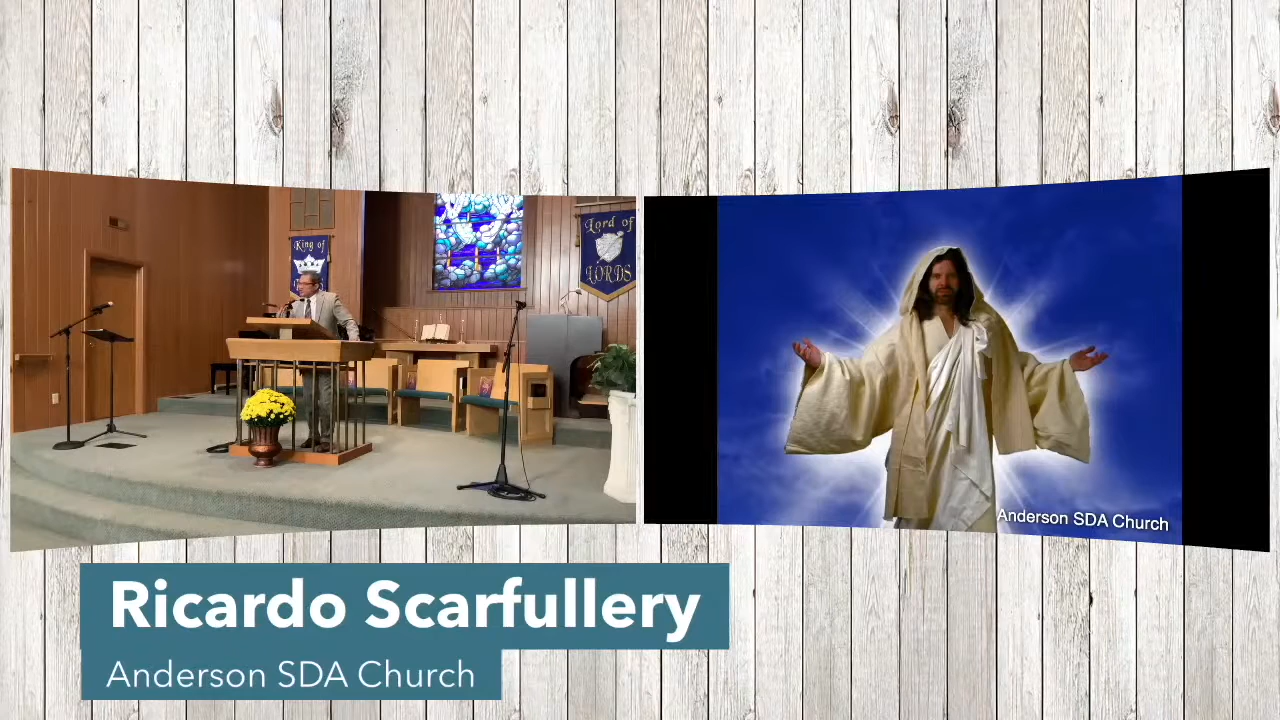 King of
Lord of
LORDS
Anderson SDA Church
Ricardo Scarfullery
Anderson SDA Church